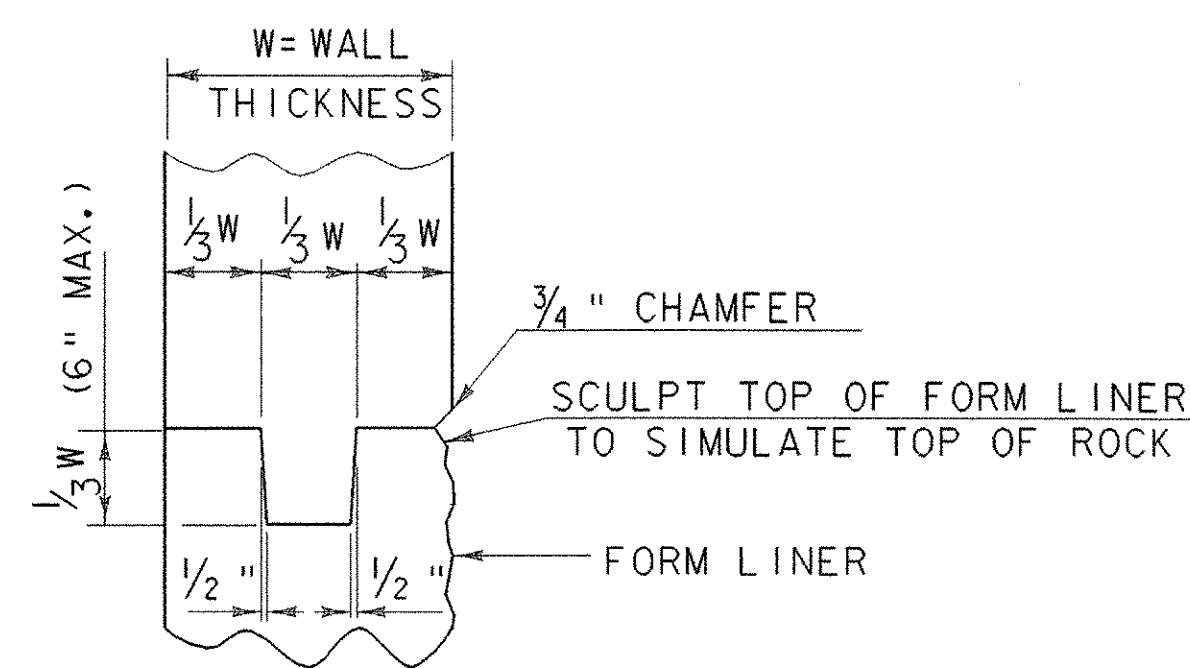 W= WALL
THICKNESS
1/3 W 1/3 W 1/3 W
1/3 W (6" MAX.)
3/4 " CHAMFER
SCULPT TOP OF FORM LINER
TO SIMULATE TOP OF ROCK
FORM LINER
1/2 " 1/2 "